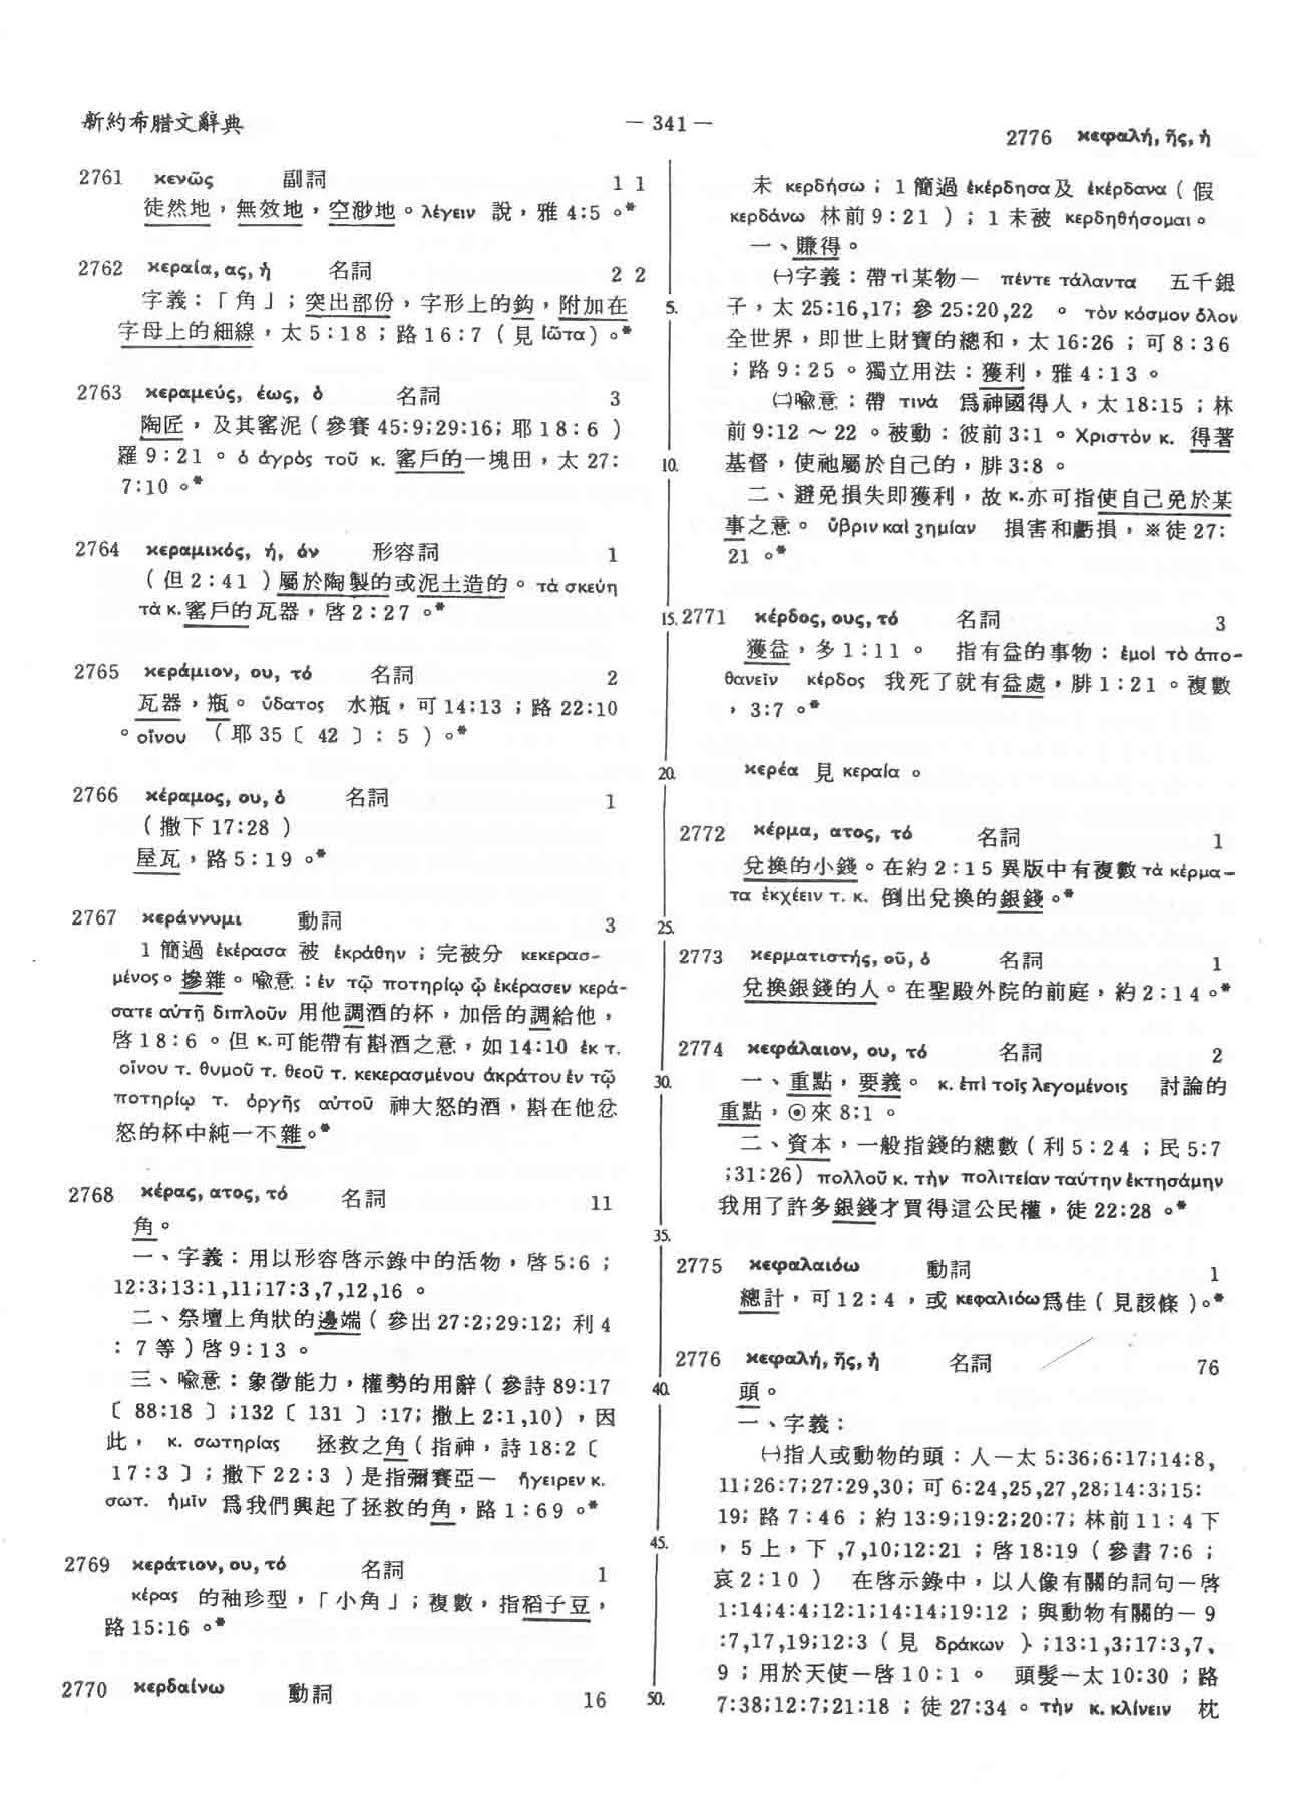 新約希腊文辭典
— 341 —
2776 κεφαλή, ῆς, ἡ
2761 κενῶς 副詞 1 1
徒然地，無效地，空渺地。λέγειν 說，雅 4:5 。*
2762 κεραία, ας, ἡ 名詞 2 2
字義：「角」；突出部份，字形上的鈎，附加在
字母上的細線，太 5:18；路 16:7（見 ἰῶτα）。*
2763 κεραμεύς, έως, ὁ 名詞 3
陶匠，及其窰泥（參賽 45:9;29:16; 耶 18:6）
羅 9:21 。ὁ ἀγρὸς τοῦ κ. 窰戶的一塊田，太 27:
7:10 。*
2764 κεραμικός, ή, όν 形容詞 1
（但 2:41）屬於陶製的或泥土造的。τὰ σκεύη
τὰ κ. 窰戶的瓦器，啓 2:27 。*
2765 κεράμιον, ου, τό 名詞 2
瓦器，瓶。ὕδατος 水瓶，可 14:13；路 22:10
。οἴνου （耶 35〔 42 〕: 5 ）。*
2766 κέραμος, ου, ὁ 名詞 1
（撒下 17:28）
屋瓦，路 5:19 。*
2767 κεράννυμι 動詞 3
1 簡過 ἐκέρασα 被 ἐκράθην；完被分 κεκερασ–
μένος。摻雜。喩意：ἐν τῷ ποτηρίῳ ᾧ ἐκέρασεν κερά-
σατε αὐτῇ διπλοῦν 用他調酒的杯，加倍的調給他，
啓 18:6 。但 κ.可能帶有斟酒之意，如 14:10 ἐκ τ.
οἴνου τ. θυμοῦ τ. θεοῦ τ. κεκερασμένου ἀκράτου ἐν τῷ
ποτηρίῳ τ. ὀργῆς αὐτοῦ 神大怒的酒，斟在他忿
怒的杯中純一不雜。*
2768 κέρας, ατος, τό 名詞 11
角。
一、字義：用以形容啓示錄中的活物，啓 5:6；
12:3;13:1,11;17:3,7,12,16 。
二、祭壇上角狀的邊端（參出 27:2;29:12; 利 4
:7 等）啓 9:13 。
三、喩意：象徵能力，權勢的用辭（參詩 89:17
〔 88:18 〕;132〔 131 〕:17; 撒上 2:1,10），因
此，κ. σωτηρίας 拯救之角（指神，詩 18:2〔
17:3〕；撒下 22:3）是指彌賽亞— ἤγειρεν κ.
σωτ. ἡμῖν 爲我們興起了拯救的角，路 1:69 。*
2769 κεράτιον, ου, τό 名詞 1
κέρας 的袖珍型，「小角」；複數，指稻子豆，
路 15:16 。*
2770 κερδαίνω 動詞 16
5.
10.
15.
20.
25.
30.
35.
40.
45.
50.
未 κερδήσω；1 簡過 ἐκέρδησα 及 ἐκέρδανα（假
κερδάνω 林前 9:21 ）；1 未被 κερδηθήσομαι。
一、賺得。
㈠字義：帶 τὶ 某物— πέντε τάλαντα 五千銀
子，太 25:16,17; 參 25:20,22 。τὸν κόσμον ὅλον
全世界，即世上財寶的總和，太 16:26；可 8:36
；路 9:25 。獨立用法：獲利，雅 4:13 。
㈡喩意：帶 τινά 爲神國得人，太 18:15；林
前 9:12～22 。被動：彼前 3:1 。Χριστὸν κ. 得著
基督，使祂屬於自己的，腓 3:8 。
二、避免損失即獲利，故 κ.亦可指使自己免於某
事之意。ὕβριν καὶ ζημίαν 損害和虧損，※徒 27:
21 。*
2771 κέρδος, ους, τό 名詞 3
獲益，多 1:11 。指有益的事物：ἐμοὶ τὸ ἀπο–
θανεῖν κέρδος 我死了就有益處，腓 1:21 。複數
，3:7 。*
κερέα 見 κεραία 。
2772 κέρμα, ατος, τό 名詞 1
兌換的小錢。在約 2:15 異版中有複數 τὰ κέρμα–
τα ἐκχέειν τ. κ. 倒出兌換的銀錢。*
2773 κερματιστής, οῦ, ὁ 名詞 1
兌換銀錢的人。在聖殿外院的前庭，約 2:14 。*
2774 κεφάλαιον, ου, τό 名詞 2
一、重點，要義。κ. ἐπὶ τοῖς λεγομένοις 討論的
重點，⊙來 8:1 。
二、資本，一般指錢的總數（利 5:24；民 5:7
;31:26）πολλοῦ κ. τὴν πολιτείαν ταύτην ἐκτησάμην
我用了許多銀錢才買得這公民權，徒 22:28 。*
2775 κεφαλαιόω 動詞 1
總計，可 12:4，或 κεφαλιόω 爲佳（見該條）。*
2776 κεφαλή, ῆς, ἡ 名詞 76
頭。
一、字義：
㈠指人或動物的頭：人—太 5:36;6:17;14:8,
11;26:7;27:29,30; 可 6:24,25,27,28;14:3;15:
19; 路 7:46；約 13:9;19:2;20:7; 林前 11:4 下
，5 上，下,7,10;12:21；啓 18:19（參書 7:6；
哀 2:10） 在啓示錄中，以人像有關的詞句—啓
1:14;4:4;12:1;14:14;19:12；與動物有關的—9
:7,17,19;12:3（見 δράκων）;13:1,3;17:3,7,
9；用於天使—啓 10:1 。 頭髮—太 10:30；路
7:38;12:7;21:18；徒 27:34 。τὴν κ. κλίνειν 枕